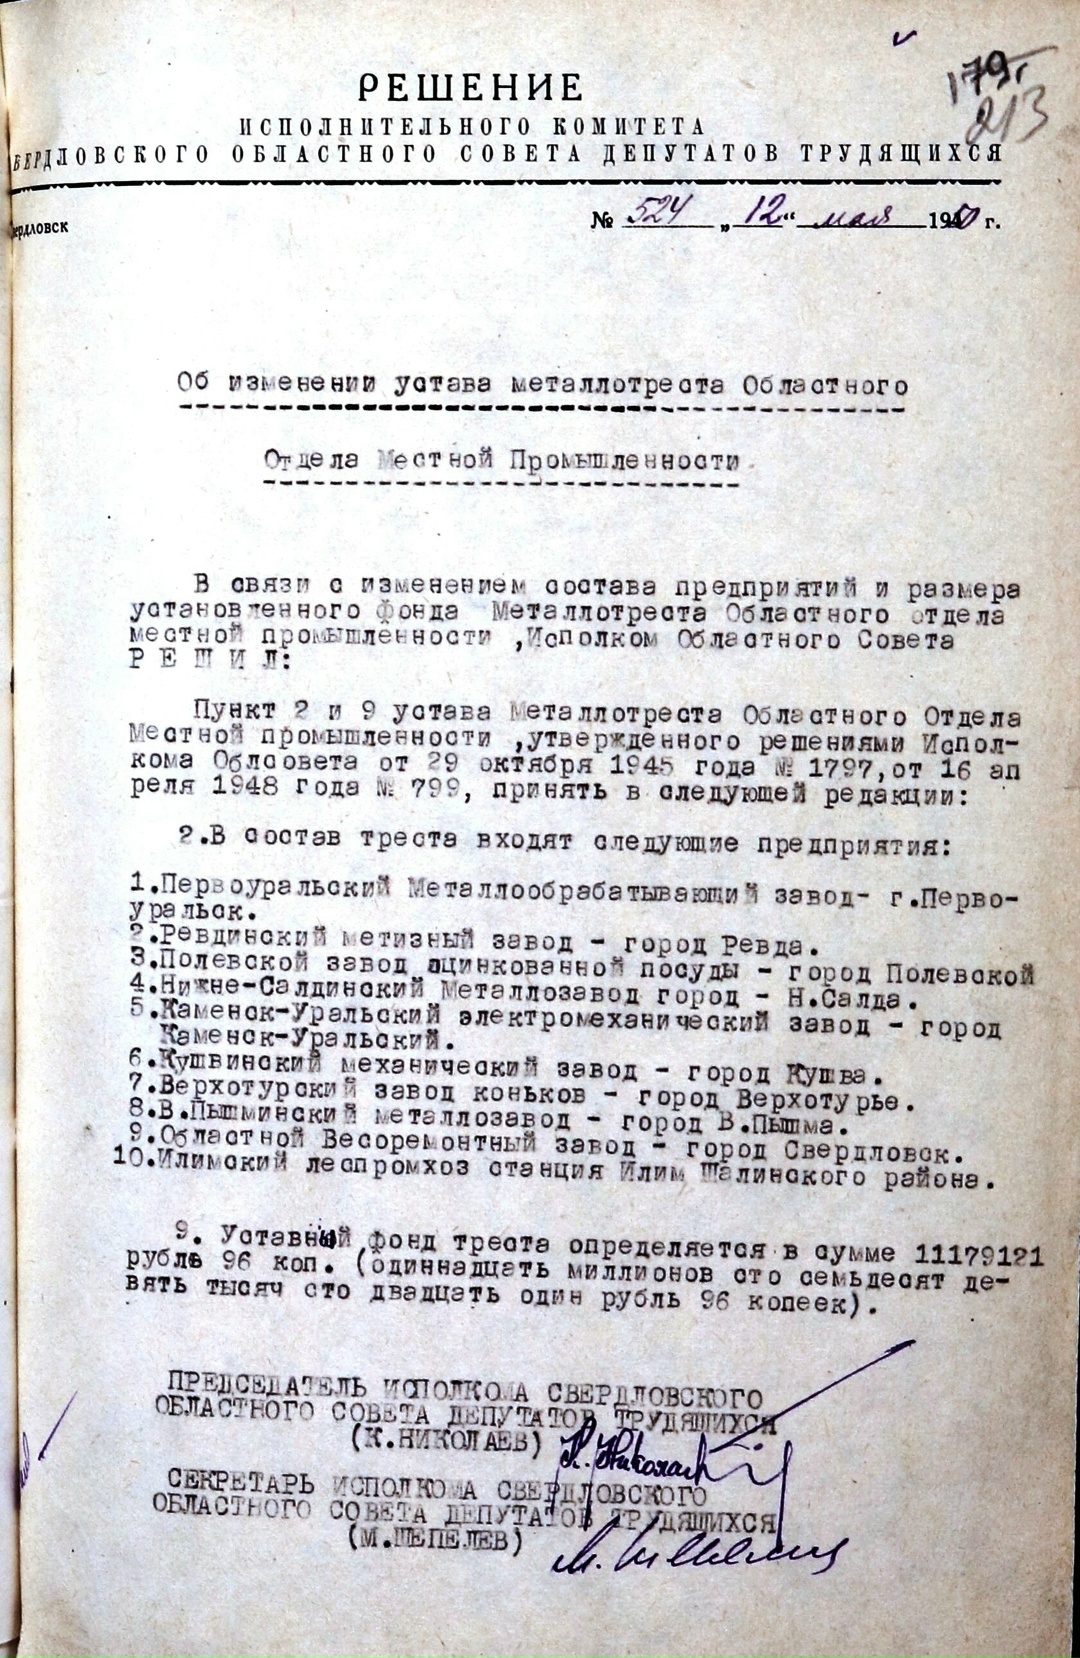 179г
213
РЕШЕНИЕ
ИСПОЛНИТЕЛЬНОГО КОМИТЕТА
ВЕРДЛОВСКОГО ОБЛАСТНОГО СОВЕТА ДЕПУТАТОВ ТРУДЯЩИХСЯ
ердловск № 524 „12“ мая 1950 г.
Об изменении устава металлотреста Областного
Отдела Местной Промышленности
В связи с изменением состава предприятий и размера
установленного фонда Металлотреста Областного отдела
местной промышленности ,Исполком Областного Совета
Р Е Ш И Л:
Пункт 2 и 9 устава Металлотреста Областного Отдела
Местной промышленности ,утвержденного решениями Испол-
кома Облсовета от 29 октября 1945 года № 1797,от 16 ап
реля 1948 года № 799, принять в следующей редакции:
2.В состав треста входят следующие предприятия:
1.Первоуральский Металлообрабатывающий завод- г.Перво-
уральск.
2.Ревдинский метизный завод - город Ревда.
3.Полевской завод оцинкованной посуды - город Полевской
4.Нижне-Салдинский Металлозавод город - Н.Салда.
5.Каменск-Уральский электромеханический завод - город
Каменск-Уральский.
6.Кушвинский механический завод - город Кушва.
7.Верхотурский завод коньков - город Верхотурье.
8.В.Пышминский металлозавод - город В.Пышма.
9.Областной Весоремонтный завод - город Свердловск.
10.Илимский леспромхоз станция Илим Шалинского района.
9. Уставный фонд треста определяется в сумме 11179121
рубль 96 коп. (одиннадцать миллионов сто семьдесят де-
вять тысяч сто двадцать один рубль 96 копеек).
ПРЕДСЕДАТЕЛЬ ИСПОЛКОМА СВЕРДЛОВСКОГО
ОБЛАСТНОГО СОВЕТА ДЕПУТАТОВ ТРУДЯЩИХСЯ
(К.НИКОЛАЕВ) К. Николаев
СЕКРЕТАРЬ ИСПОЛКОМА СВЕРДЛОВСКОГО
ОБЛАСТНОГО СОВЕТА ДЕПУТАТОВ ТРУДЯЩИХСЯ
(М.ШЕПЕЛЕВ) М. Шепелев